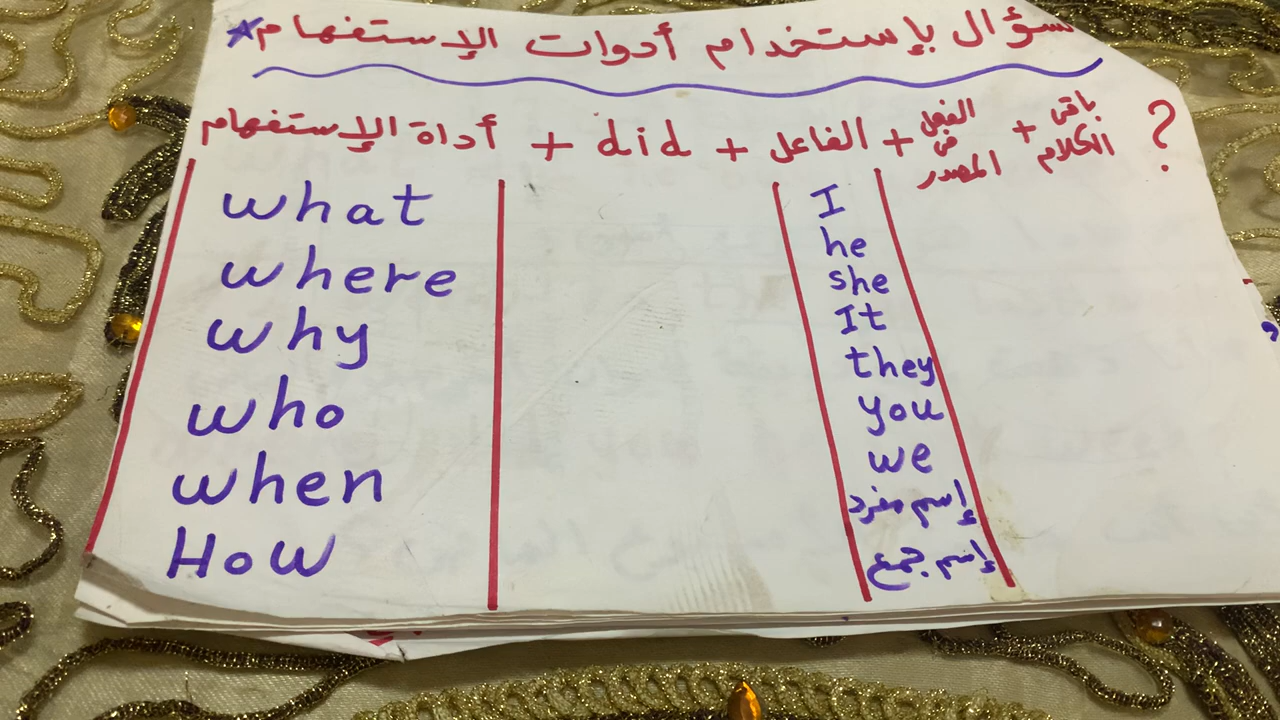 *سؤال بإستخدام أدوات الإستفهام
أداة الإستفهام + did + الفاعل + الفعل في المصدر + باقى الكلام ?
what
where
why
who
when
How
I
he
she
It
they
you
we
إسم مفرد
إسم جمع